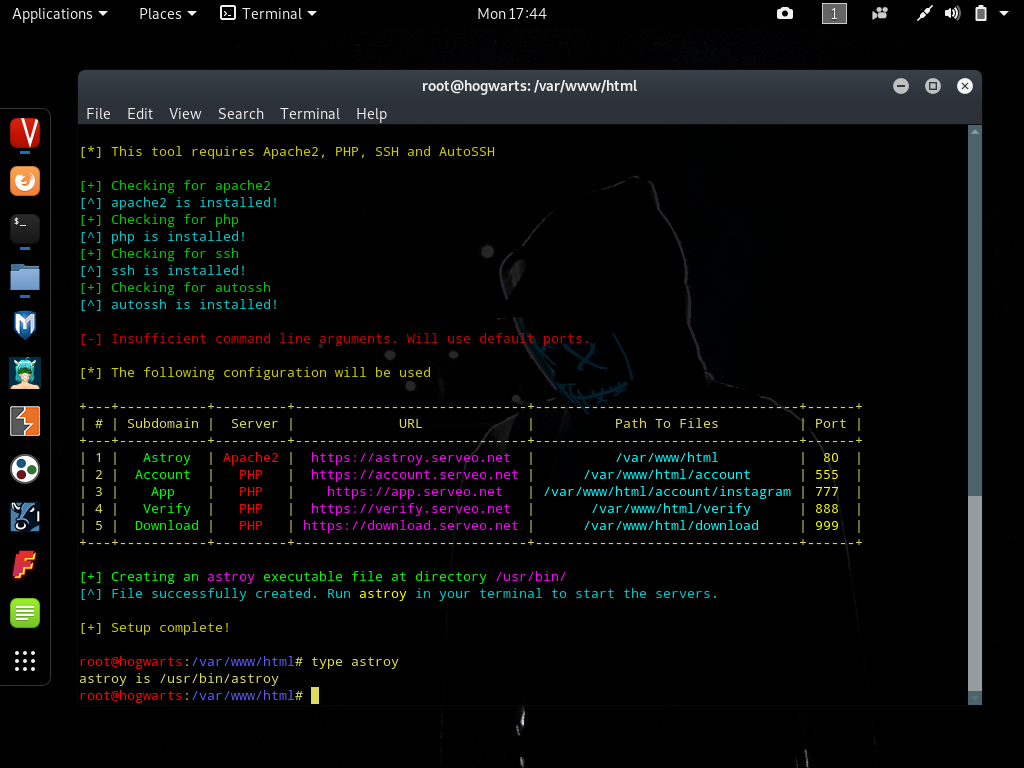 Applications Places Terminal Mon 17:44 1
root@hogwarts: /var/www/html
File Edit View Search Terminal Help
[*] This tool requires Apache2, PHP, SSH and AutoSSH
[+] Checking for apache2
[^] apache2 is installed!
[+] Checking for php
[^] php is installed!
[+] Checking for ssh
[^] ssh is installed!
[+] Checking for autossh
[^] autossh is installed!
[-] Insufficient command line arguments. Will use default ports.
[*] The following configuration will be used
+---+-----------+---------+-----------------------------+---------------------------------+------+
| # | Subdomain | Server | URL | Path To Files | Port |
+---+-----------+---------+-----------------------------+---------------------------------+------+
| 1 | Astroy | Apache2 | https://astroy.serveo.net | /var/www/html | 80 |
| 2 | Account | PHP | https://account.serveo.net | /var/www/html/account | 555 |
| 3 | App | PHP | https://app.serveo.net | /var/www/html/account/instagram | 777 |
| 4 | Verify | PHP | https://verify.serveo.net | /var/www/html/verify | 888 |
| 5 | Download | PHP | https://download.serveo.net | /var/www/html/download | 999 |
+---+-----------+---------+-----------------------------+---------------------------------+------+
[+] Creating an astroy executable file at directory /usr/bin/
[^] File successfully created. Run astroy in your terminal to start the servers.
[+] Setup complete!
root@hogwarts:/var/www/html# type astroy
astroy is /usr/bin/astroy
root@hogwarts:/var/www/html#